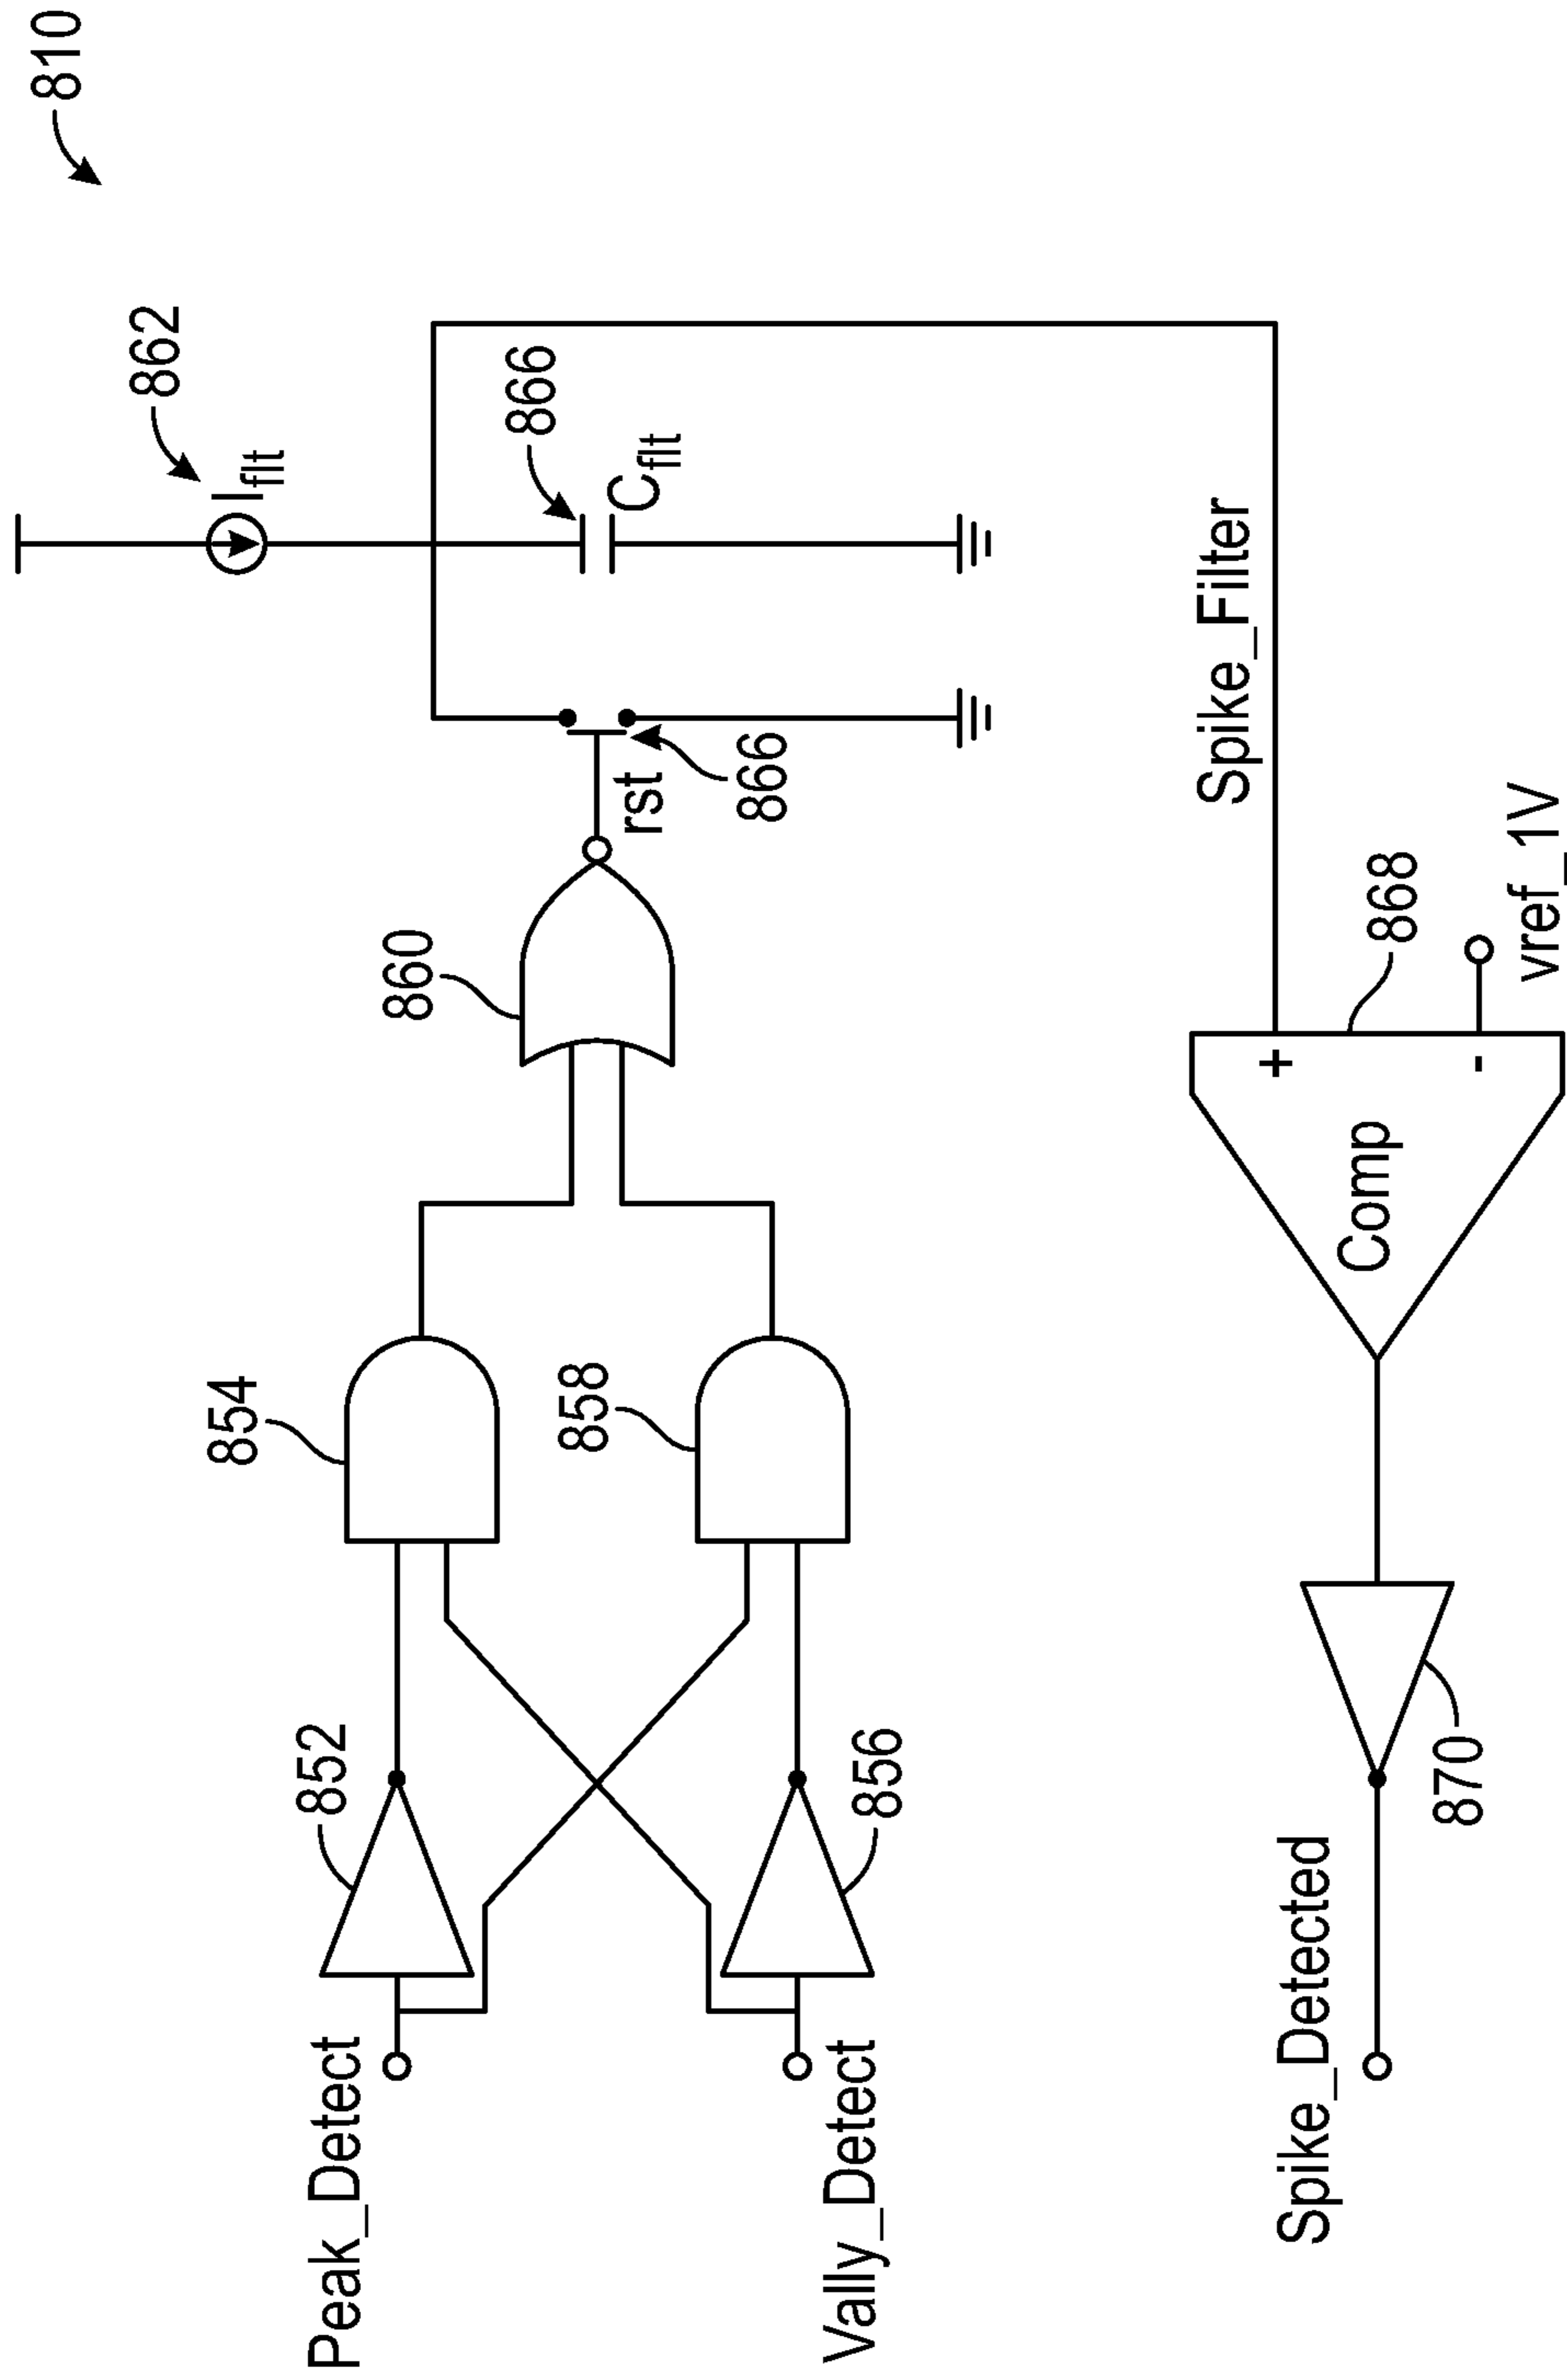 810
862
I_flt
866
C_flt
860
rst
866
854
858
852
856
Peak_Detect
Vally_Detect
Spike_Filter
868
+
-
vref_1V
Comp
870
Spike_Detected